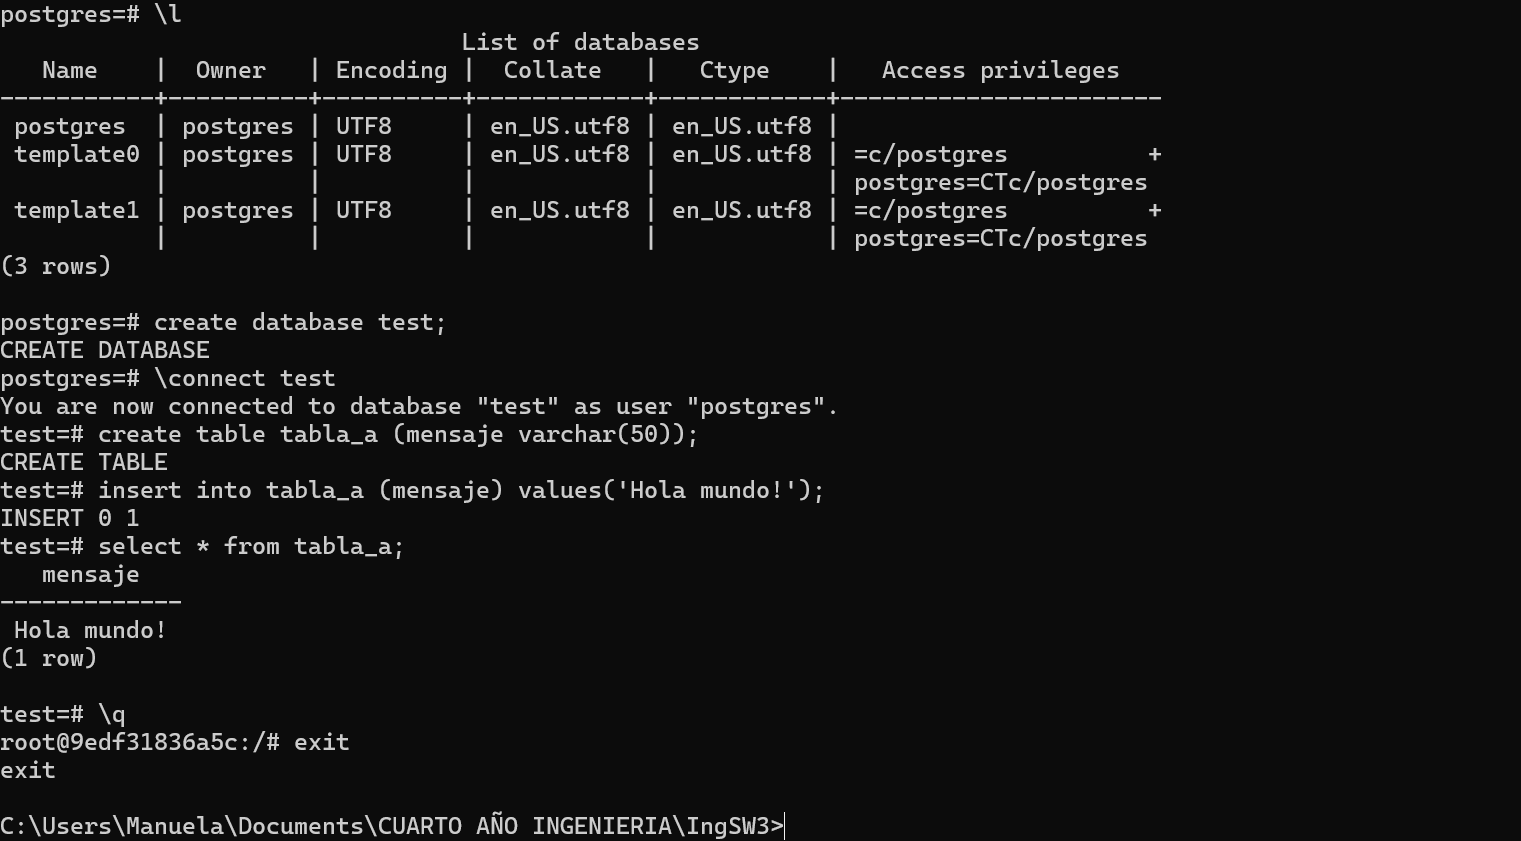 postgres=# \l
                                 List of databases
   Name    |  Owner   | Encoding |  Collate   |   Ctype    |   Access privileges
-----------+----------+----------+------------+------------+-----------------------
 postgres  | postgres | UTF8     | en_US.utf8 | en_US.utf8 |
 template0 | postgres | UTF8     | en_US.utf8 | en_US.utf8 | =c/postgres          +
           |          |          |            |            | postgres=CTc/postgres
 template1 | postgres | UTF8     | en_US.utf8 | en_US.utf8 | =c/postgres          +
           |          |          |            |            | postgres=CTc/postgres
(3 rows)

postgres=# create database test;
CREATE DATABASE
postgres=# \connect test
You are now connected to database "test" as user "postgres".
test=# create table tabla_a (mensaje varchar(50));
CREATE TABLE
test=# insert into tabla_a (mensaje) values('Hola mundo!');
INSERT 0 1
test=# select * from tabla_a;
   mensaje
-------------
 Hola mundo!
(1 row)

test=# \q
root@9edf31836a5c:/# exit
exit

C:\Users\Manuela\Documents\CUARTO AÑO INGENIERIA\IngSW3>